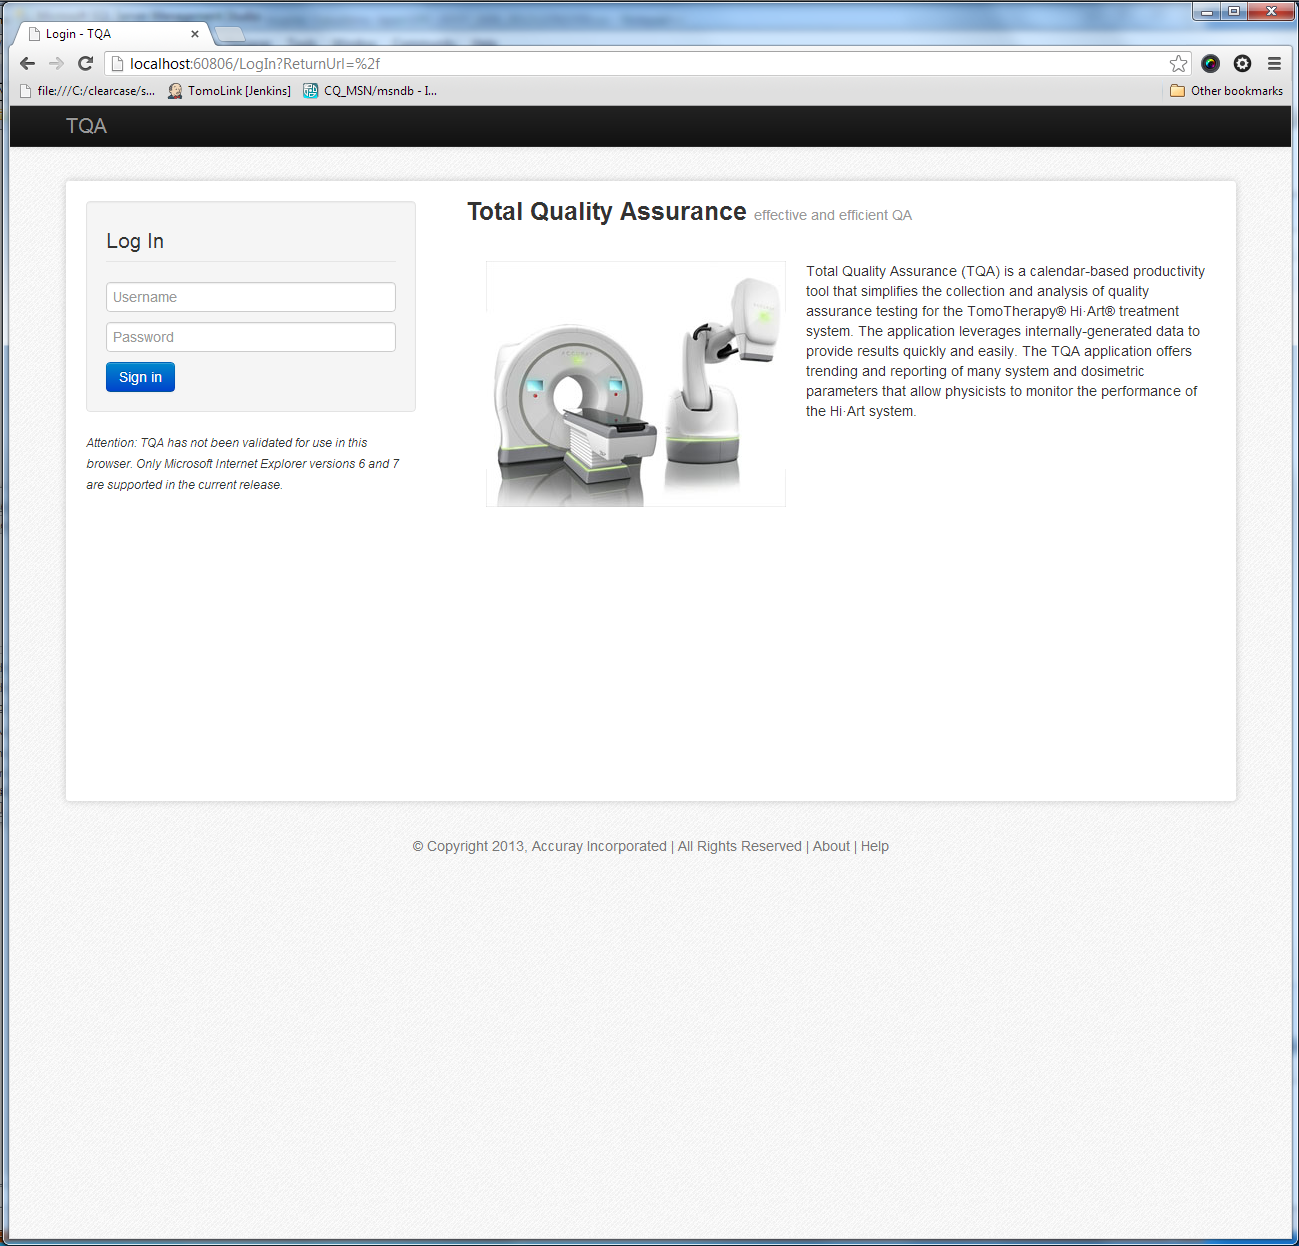 Login - TQA
localhost:60806/LogIn?ReturnUrl=%2f
file:///C:/clearcase/s...
TomoLink [Jenkins]
CQ_MSN/msndb - I...
Other bookmarks
TQA
Log In
Username
Password
Sign in
Attention: TQA has not been validated for use in this
browser. Only Microsoft Internet Explorer versions 6 and 7
are supported in the current release.
Total Quality Assurance effective and efficient QA
ACCURAY
Total Quality Assurance (TQA) is a calendar-based productivity
tool that simplifies the collection and analysis of quality
assurance testing for the TomoTherapy® Hi·Art® treatment
system. The application leverages internally-generated data to
provide results quickly and easily. The TQA application offers
trending and reporting of many system and dosimetric
parameters that allow physicists to monitor the performance of
the Hi·Art system.
© Copyright 2013, Accuray Incorporated | All Rights Reserved | About | Help